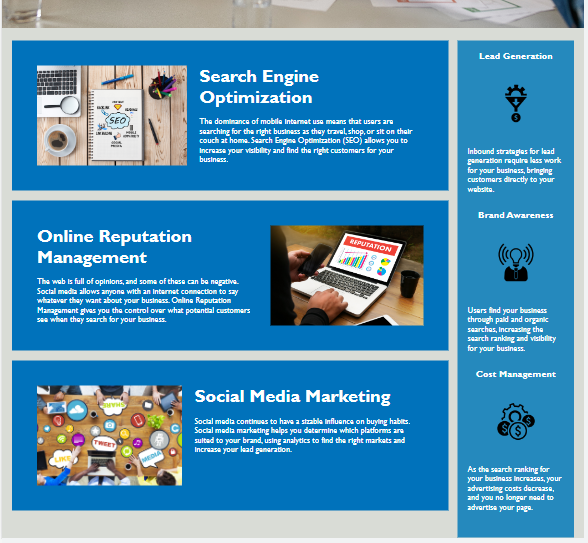 Search Engine
Optimization
The dominance of mobile internet use means that users are
searching for the right business as they travel, shop, or sit on their
couch at home. Search Engine Optimization (SEO) allows you to
increase your visibility and find the right customers for your
business.
SEO
Online Reputation
Management
The web is full of opinions, and some of these can be negative.
Social media allows anyone with an internet connection to say
whatever they want about your business. Online Reputation
Management gives you the control over what potential customers
see when they search for your business.
REPUTATION
Social Media Marketing
Social media continues to have a sizable influence on buying habits.
Social media marketing helps you determine which platforms are
suited to your brand, using analytics to find the right markets and
increase your lead generation.
SHARE
TWEET
LIKE
MEDIA
Lead Generation
Inbound strategies for lead
generation require less work
for your business, bringing
customers directly to your
website.
Brand Awareness
Users find your business
through paid and organic
searches, increasing the
search ranking and visibility
for your business.
Cost Management
As the search ranking for
your business increases, your
advertising costs decrease,
and you no longer need to
advertise your page.